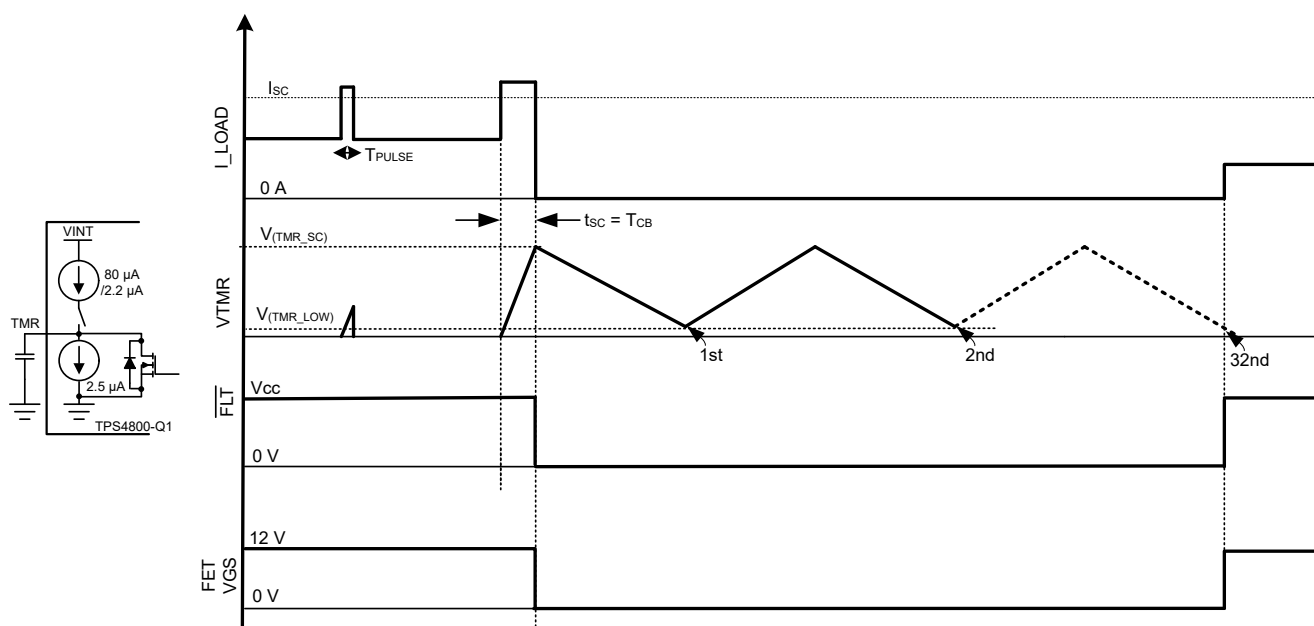 I_LOAD
ISC
TPULSE
0 A
tSC = TCB
VINT
80 µA
/2.2 µA
TMR
2.5 µA
TPS4800-Q1
VTMR
V(TMR_SC)
V(TMR_LOW)
1st
2nd
32nd
FLT
Vcc
0 V
FET
VGS
12 V
0 V